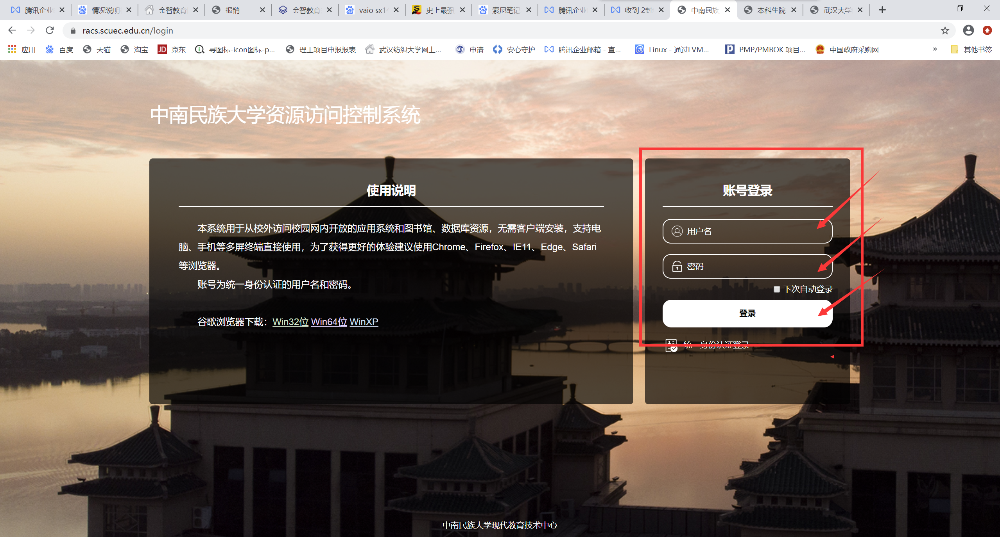 腾讯企业
情况说明
金智教育
报销
金智教育
vaio sx14
史上最强
索尼笔记
腾讯企业
收到 2封
中南民族
本科生院
武汉大学
racs.scuec.edu.cn/login
应用
百度
天猫
淘宝
京东
寻图标-icon图标-p...
理工项目申报报表
武汉纺织大学网上...
申请
安心守护
腾讯企业邮箱 - 直...
Linux - 通过LVM...
PMP/PMBOK 项目...
中国政府采购网
»
其他书签
中南民族大学资源访问控制系统
使用说明
本系统用于从校外访问校园网内开放的应用系统和图书馆、数据库资源，无需客户端安装，支持电
脑、手机等多屏终端直接使用，为了获得更好的体验建议使用Chrome、Firefox、IE11、Edge、Safari
等浏览器。
账号为统一身份认证的用户名和密码。
谷歌浏览器下载：Win32位 Win64位 WinXP
账号登录
用户名
密码
下次自动登录
登录
统一身份认证登录
中南民族大学现代教育技术中心